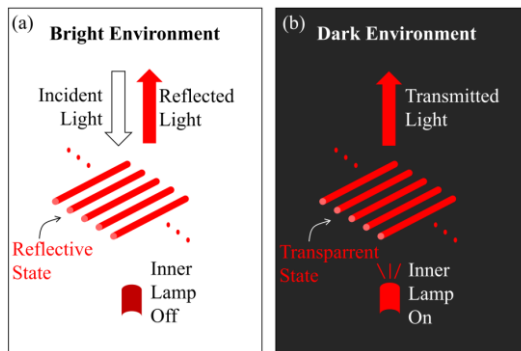 (a)
Bright Environment
Incident
Light
Reflected
Light
Reflective
State
Inner
Lamp
Off
(b)
Dark Environment
Transmitted
Light
Transparrent
State
Inner
Lamp
On